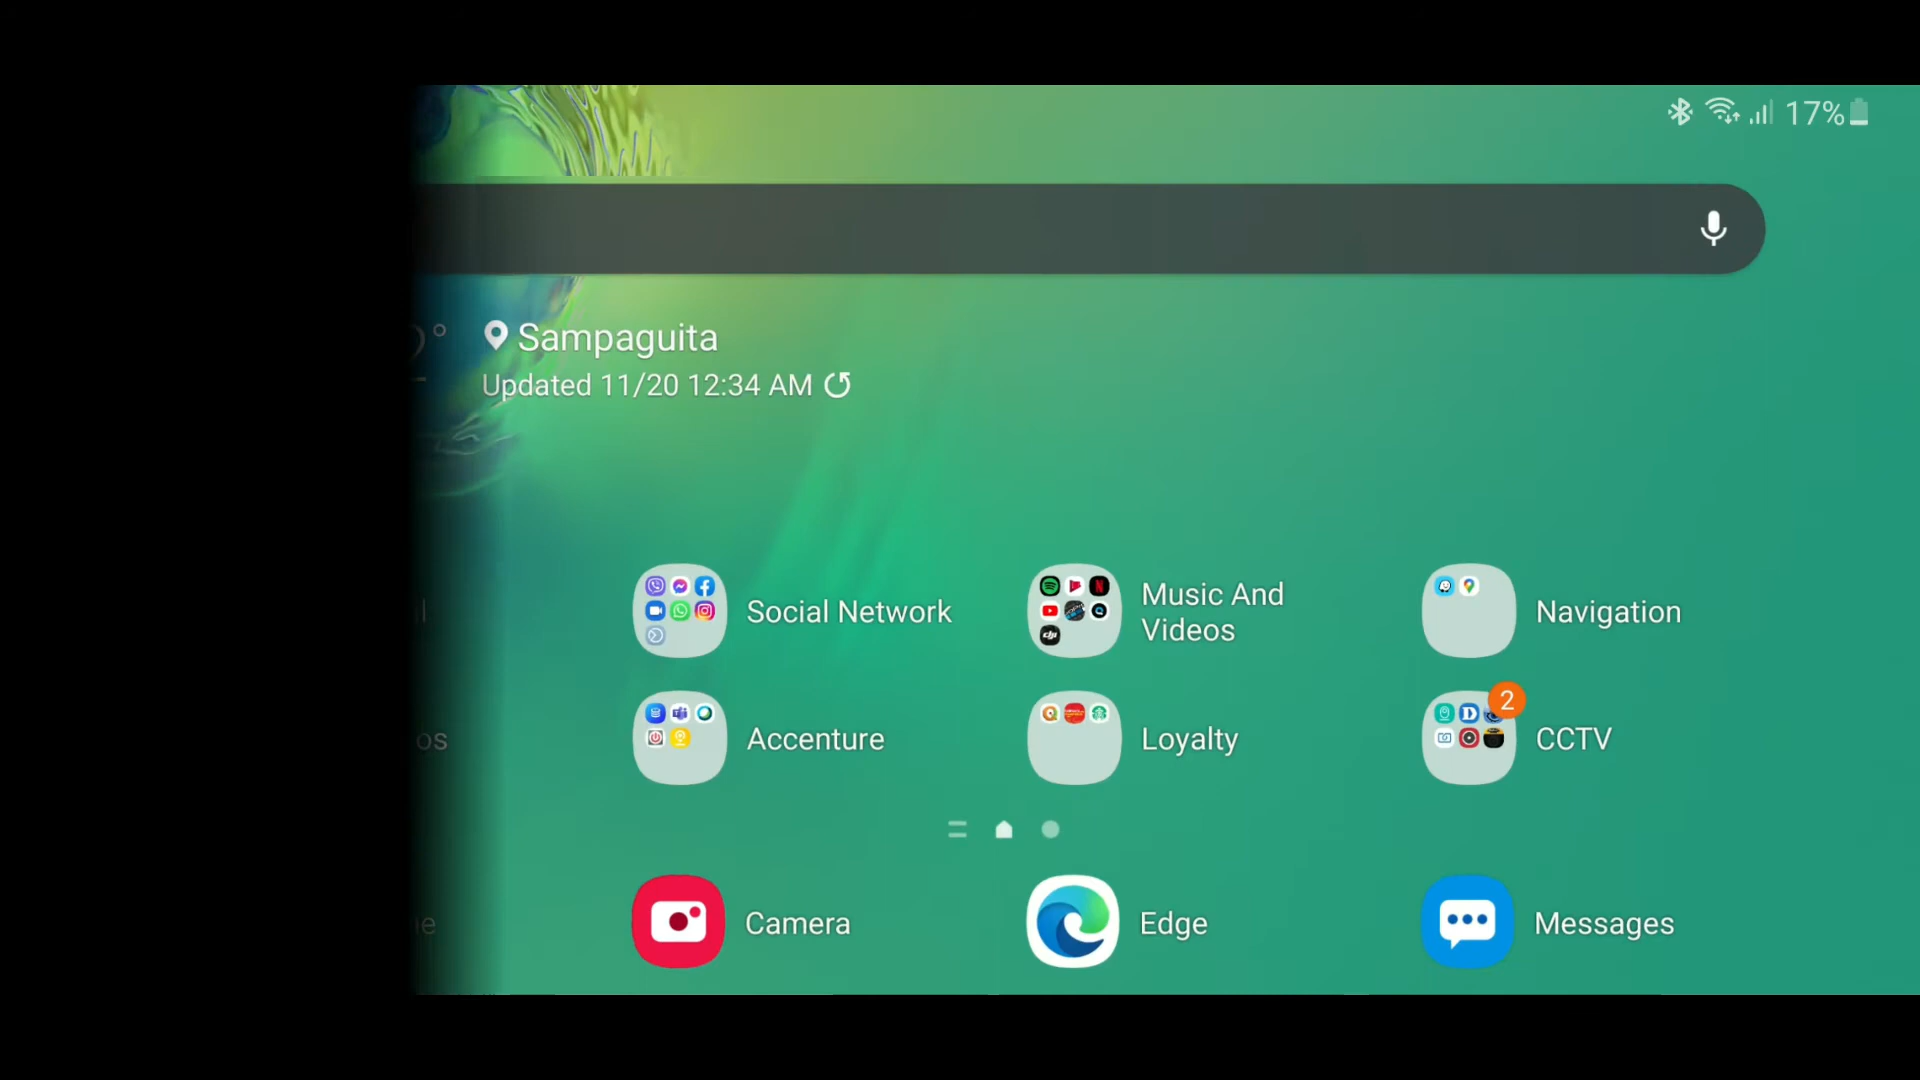 17%
Sampaguita
Updated 11/20 12:34 AM
Social Network
Music And
Videos
Navigation
2
Accenture
Loyalty
CCTV
Camera
Edge
Messages